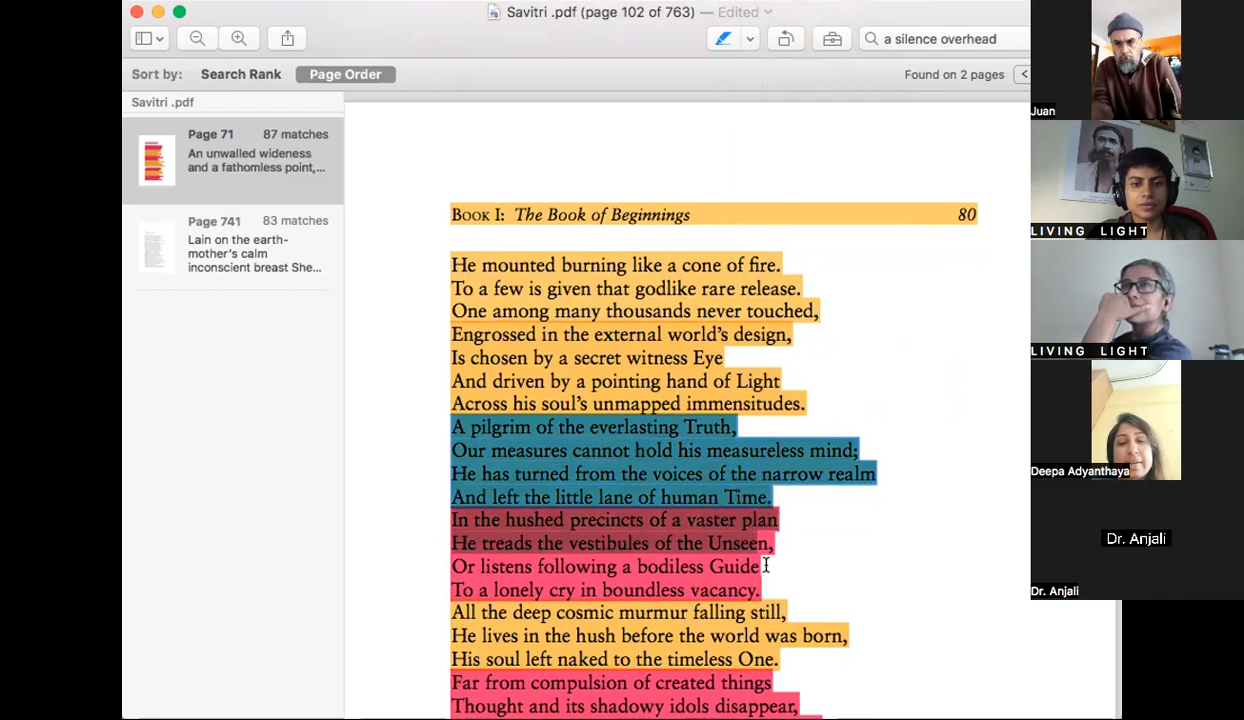 Savitri .pdf (page 102 of 763) — Edited
a silence overhead
Sort by: Search Rank Page Order
Found on 2 pages
Savitri .pdf
Page 71 87 matches
An unwalled wideness
and a fathomless point,...
Page 741 83 matches
Lain on the earth-
mother's calm
inconscient breast She...
BOOK I: The Book of Beginnings 80
He mounted burning like a cone of fire.
To a few is given that godlike rare release.
One among many thousands never touched,
Engrossed in the external world's design,
Is chosen by a secret witness Eye
And driven by a pointing hand of Light
Across his soul's unmapped immensitudes.
A pilgrim of the everlasting Truth,
Our measures cannot hold his measureless mind;
He has turned from the voices of the narrow realm
And left the little lane of human Time.
In the hushed precincts of a vaster plan
He treads the vestibules of the Unseen,
Or listens following a bodiless Guide
To a lonely cry in boundless vacancy.
All the deep cosmic murmur falling still,
He lives in the hush before the world was born,
His soul left naked to the timeless One.
Far from compulsion of created things
Thought and its shadowy idols disappear,
Juan
LIVING LIGHT
LIVING LIGHT
Deepa Adyanthaya
Dr. Anjali
Dr. Anjali